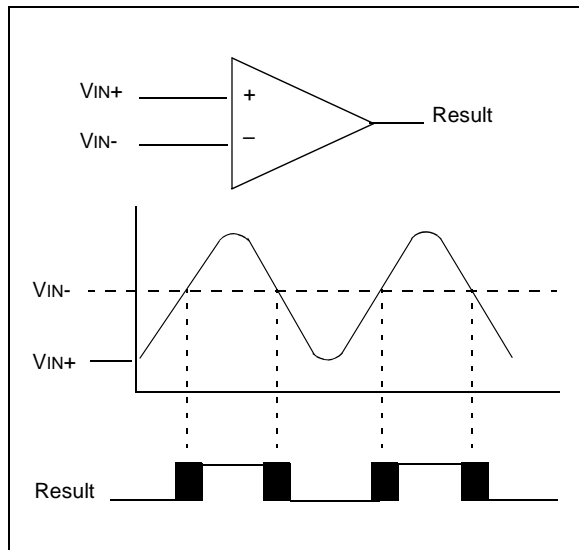 VIN+
+
Result
VIN-
–
VIN-
VIN+
Result